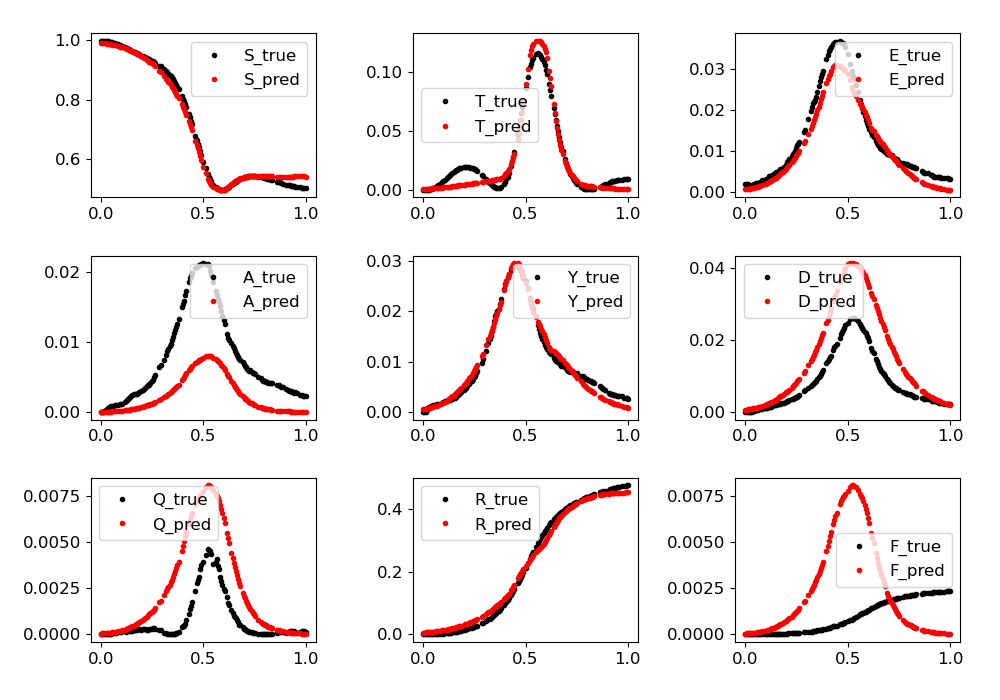 1.0
0.8
0.6
0.0 0.5 1.0
S_true
S_pred
0.10
0.05
0.00
0.0 0.5 1.0
T_true
T_pred
0.03
0.02
0.01
0.00
0.0 0.5 1.0
E_true
E_pred
0.02
0.01
0.00
0.0 0.5 1.0
A_true
A_pred
0.03
0.02
0.01
0.00
0.0 0.5 1.0
Y_true
Y_pred
0.04
0.02
0.00
0.0 0.5 1.0
D_true
D_pred
0.0075
0.0050
0.0025
0.0000
0.0 0.5 1.0
Q_true
Q_pred
0.4
0.2
0.0
0.0 0.5 1.0
R_true
R_pred
0.0075
0.0050
0.0025
0.0000
0.0 0.5 1.0
F_true
F_pred